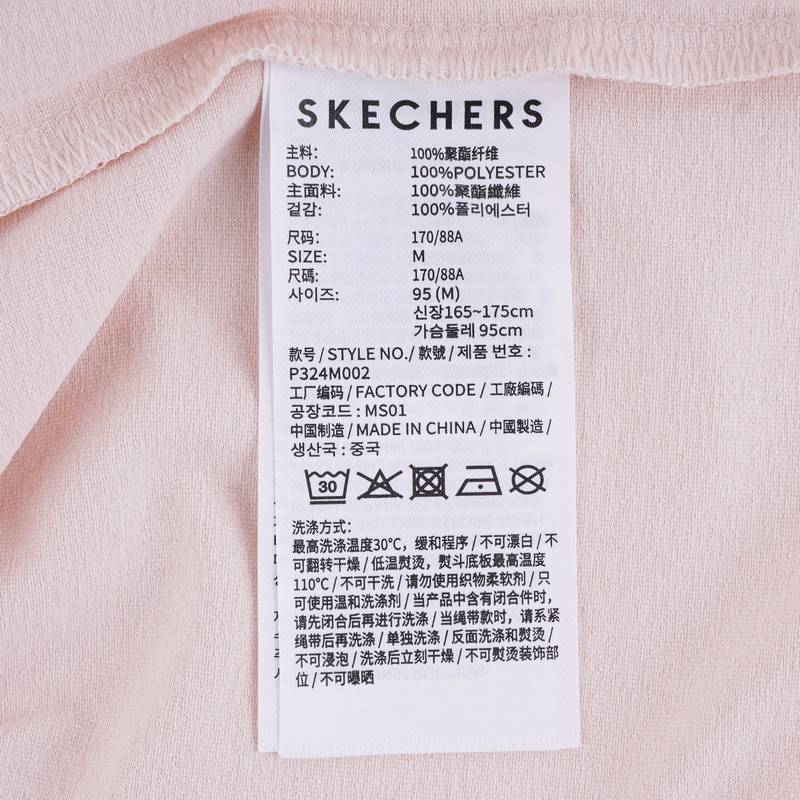 SKECHERS
主料: 100%聚酯纤维
BODY: 100%POLYESTER
主面料: 100%聚酯纖維
겉감: 100%폴리에스터
尺码: 170/88A
SIZE: M
尺碼: 170/88A
사이즈: 95 (M)
신장165~175cm
가슴둘레 95cm
款号 / STYLE NO./ 款號 / 제품 번호 :
P324M002
工厂编码 / FACTORY CODE / 工廠編碼 /
공장코드 : MS01
中国制造 / MADE IN CHINA / 中國製造 /
생산국 : 중국
30
洗涤方式:
最高洗涤温度30℃，缓和程序 / 不可漂白 / 不
可翻转干燥 / 低温熨烫，熨斗底板最高温度
110℃ / 不可干洗 / 请勿使用织物柔软剂 / 只
可使用温和洗涤剂 / 当产品中含有闭合件时，
请先闭合后再进行洗涤 / 当绳带款时，请系紧
绳带后再洗涤 / 单独洗涤 / 反面洗涤和熨烫 /
不可浸泡 / 洗涤后立刻干燥 / 不可熨烫装饰部
位 / 不可曝晒